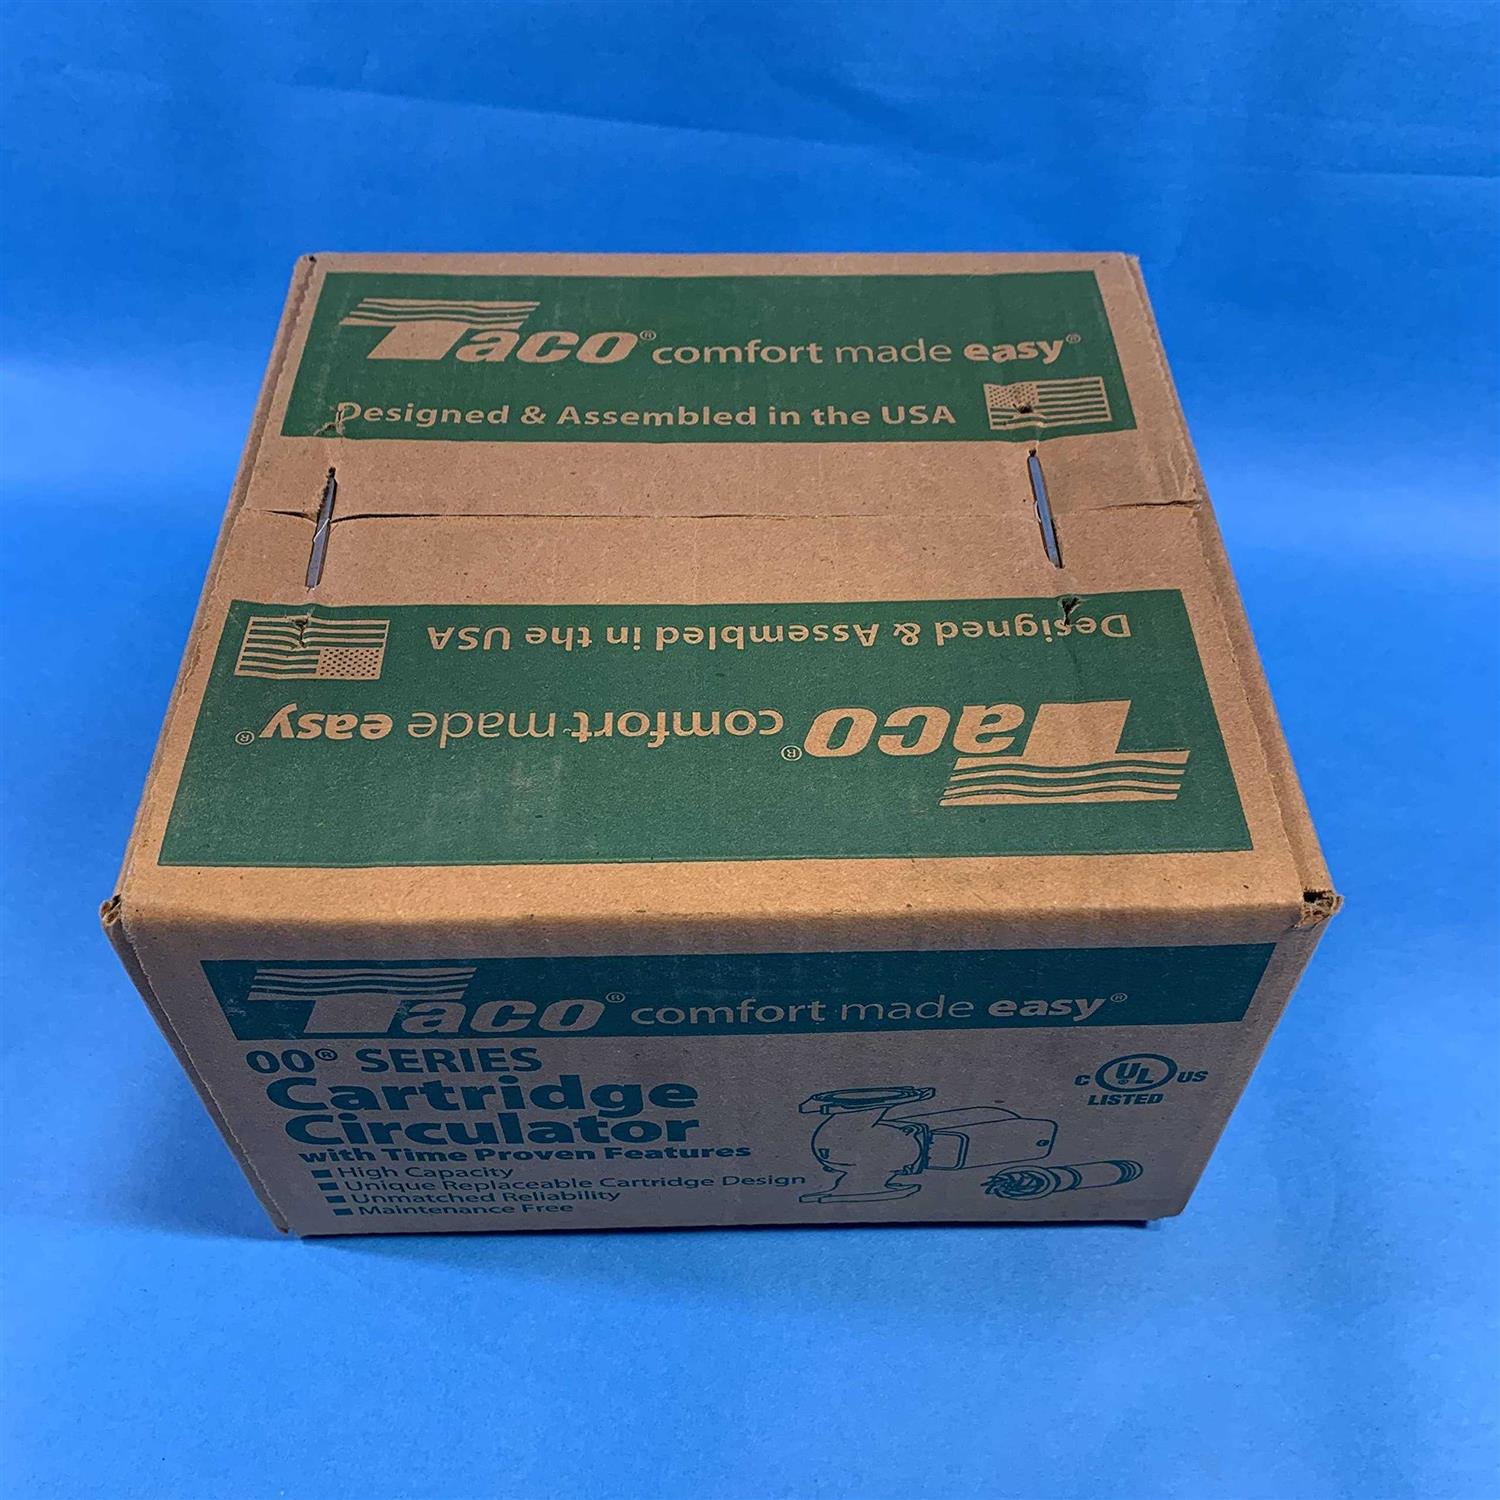 Taco® comfort made easy®
Designed & Assembled in the USA
Designed & Assembled in the USA
Taco® comfort made easy®
Taco® comfort made easy®
00® SERIES
Cartridge
Circulator
with Time Proven Features
High Capacity
Unique Replaceable Cartridge Design
Unmatched Reliability
Maintenance Free
C UL® US
LISTED